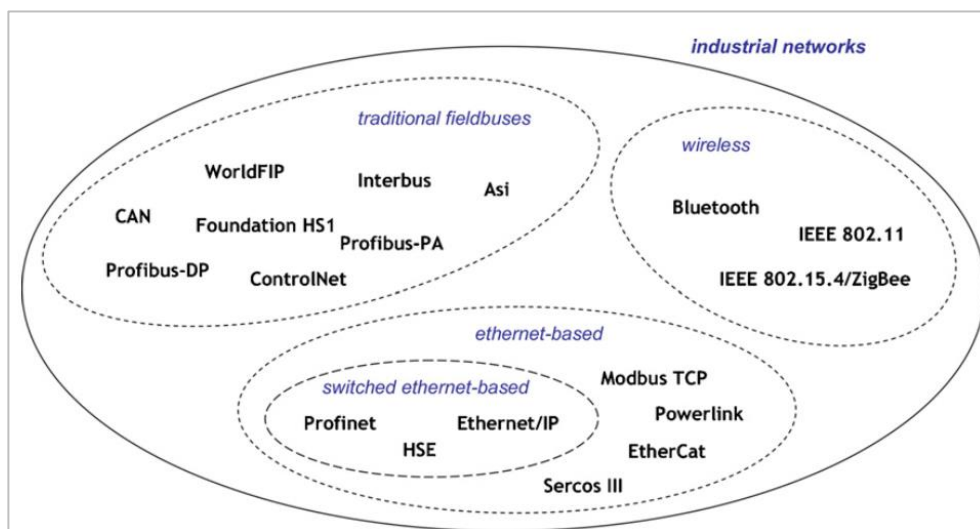 industrial networks
traditional fieldbuses
wireless
WorldFIP
Interbus
Asi
CAN
Foundation HS1
Profibus-PA
Profibus-DP
ControlNet
Bluetooth
IEEE 802.11
IEEE 802.15.4/ZigBee
ethernet-based
switched ethernet-based
Profinet
Ethernet/IP
HSE
Modbus TCP
Powerlink
EtherCat
Sercos III